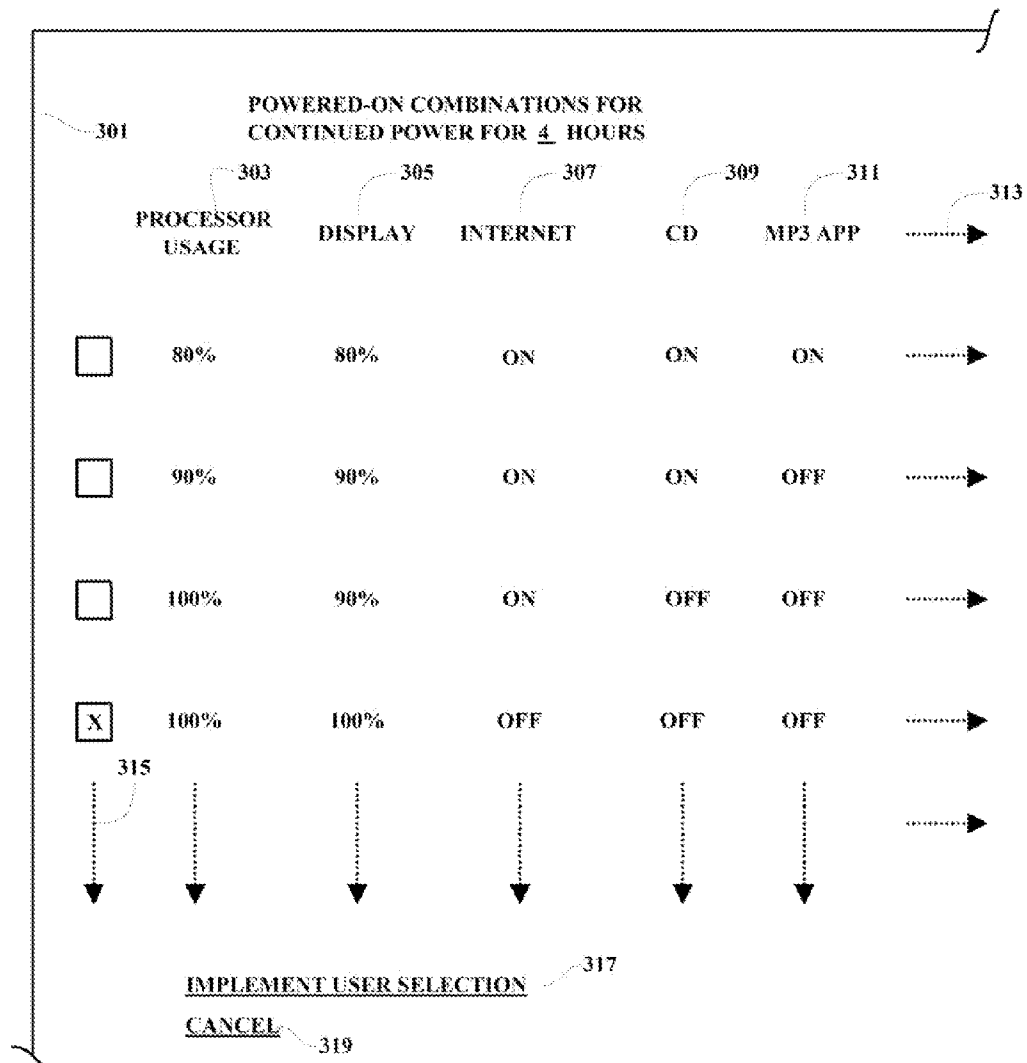 POWERED-ON COMBINATIONS FOR
CONTINUED POWER FOR 4 HOURS
301
303 305 307 309 311
313
PROCESSOR
USAGE
DISPLAY INTERNET CD MP3 APP
80% 80% ON ON ON
90% 90% ON ON OFF
100% 90% ON OFF OFF
X 100% 100% OFF OFF OFF
315
IMPLEMENT USER SELECTION 317
CANCEL 319